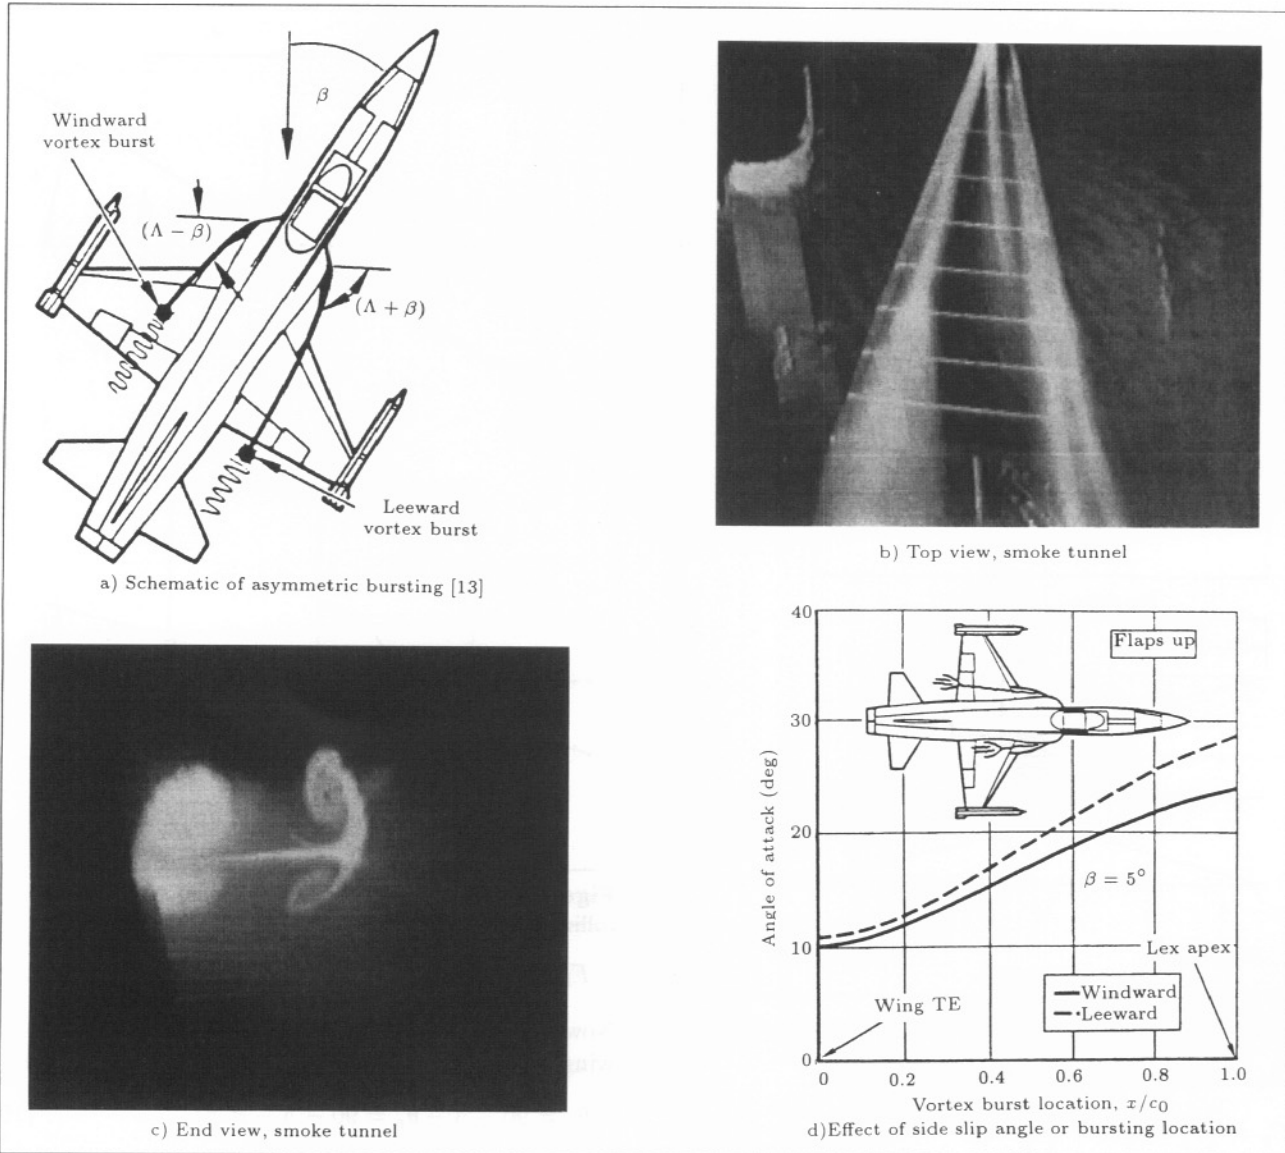 β
Windward
vortex burst
(Λ − β)
(Λ + β)
Leeward
vortex burst
a) Schematic of asymmetric bursting [13]
b) Top view, smoke tunnel
c) End view, smoke tunnel
40
30
20
10
0
Angle of attack (deg)
Flaps up
β = 5°
Lex apex
Wing TE
Windward
Leeward
0 0.2 0.4 0.6 0.8 1.0
Vortex burst location, x/c₀
d)Effect of side slip angle or bursting location